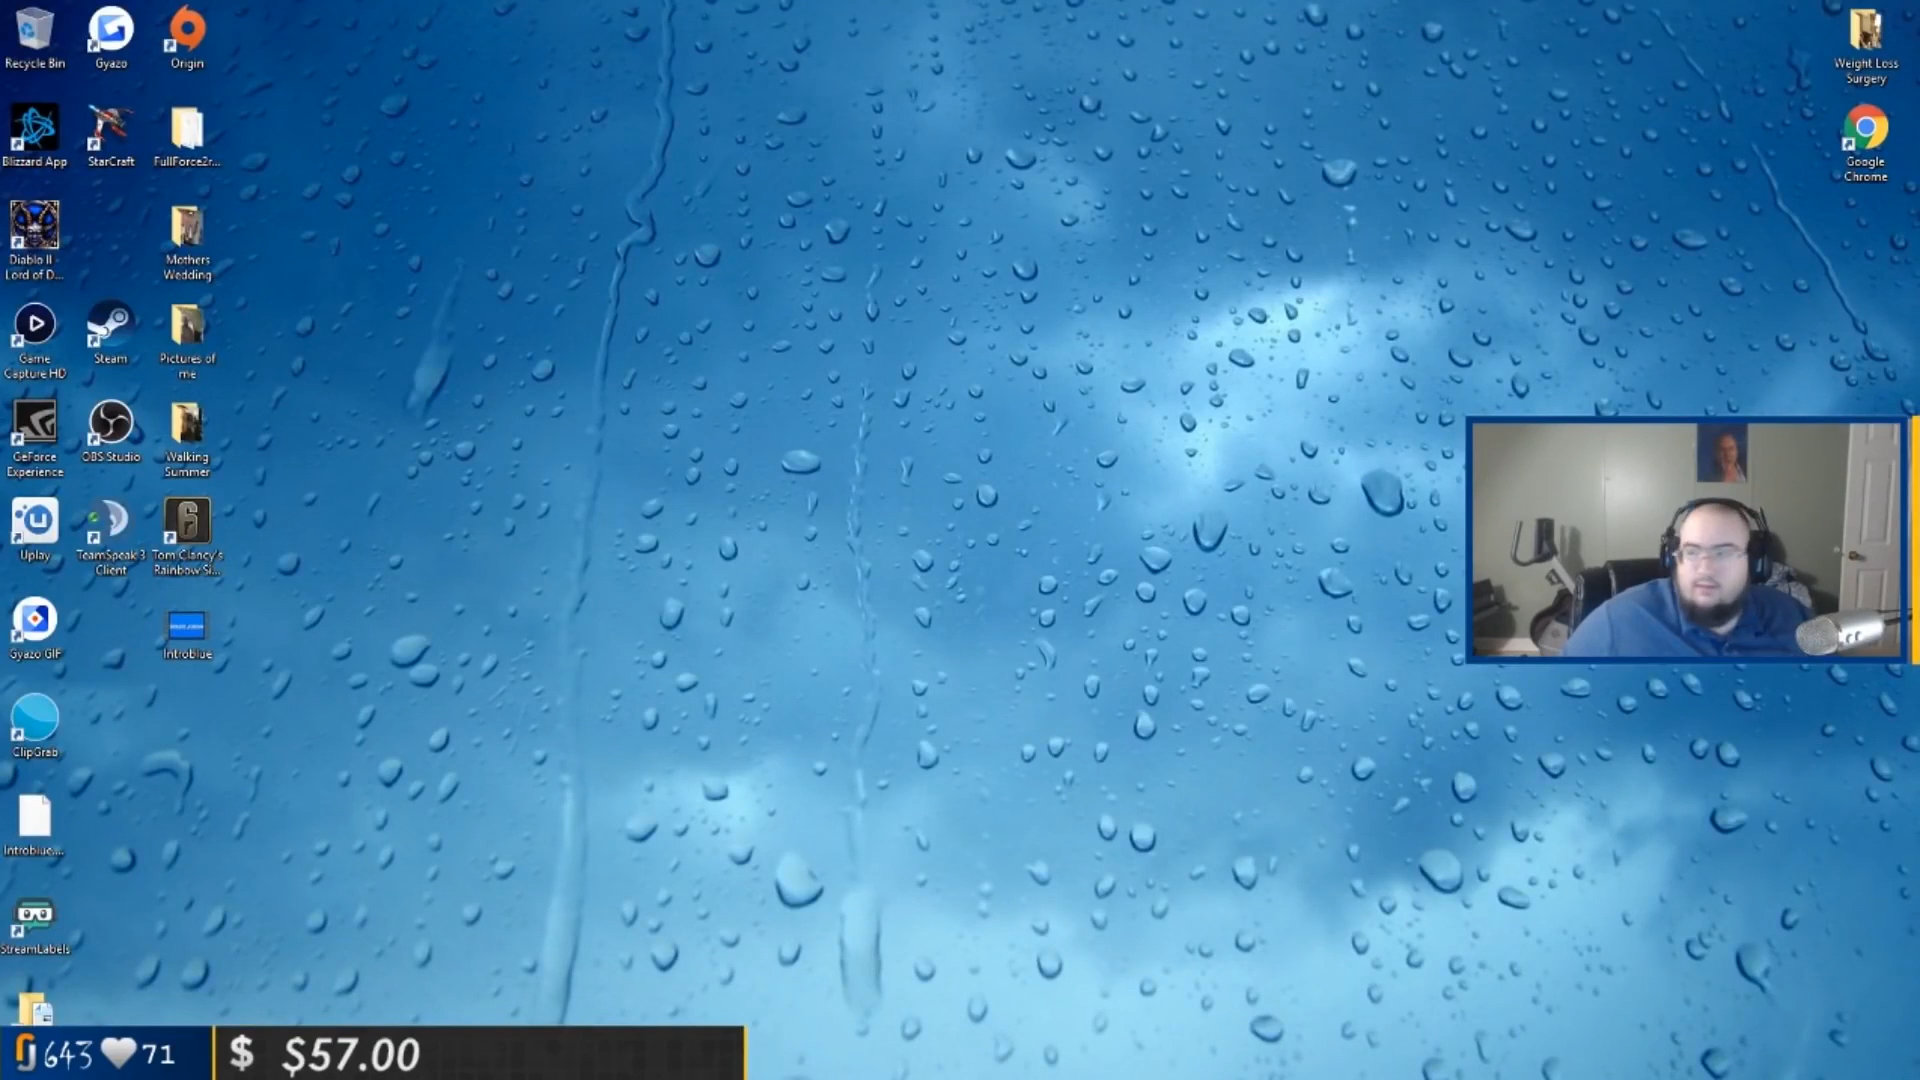 Recycle Bin
Gyazo
Origin
Blizzard App
StarCraft
FullForce2r...
Diablo II -
Lord of D...
Mothers
Wedding
Game
Capture HD
Steam
Pictures of
me
GeForce
Experience
OBS Studio
Walking
Summer
Uplay
TeamSpeak 3
Client
Tom Clancy's
Rainbow Si...
6
Gyazo GIF
Introblue
ClipGrab
Introblue....
StreamLabels
Weight Loss
Surgery
Google
Chrome
643 71
$ $57.00